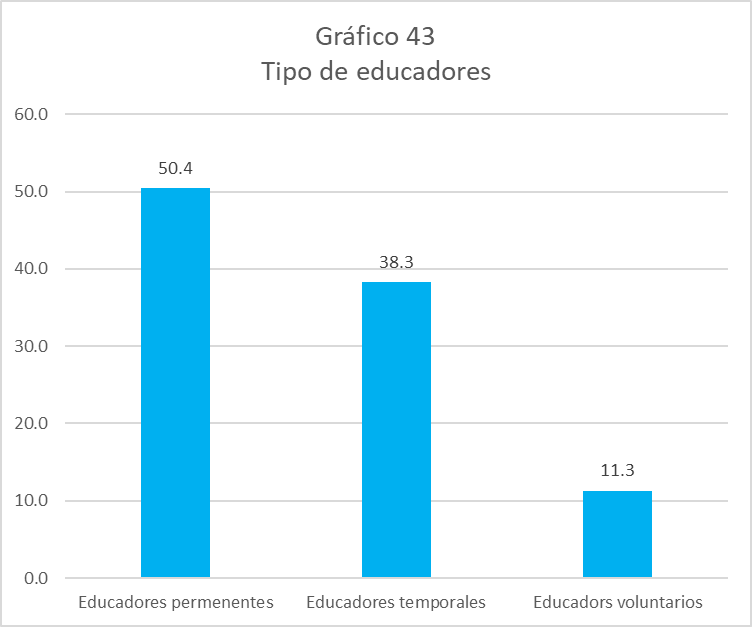 Gráfico 43
Tipo de educadores
60.0
50.0
40.0
30.0
20.0
10.0
0.0
50.4
38.3
11.3
Educadores permenentes
Educadores temporales
Educadors voluntarios